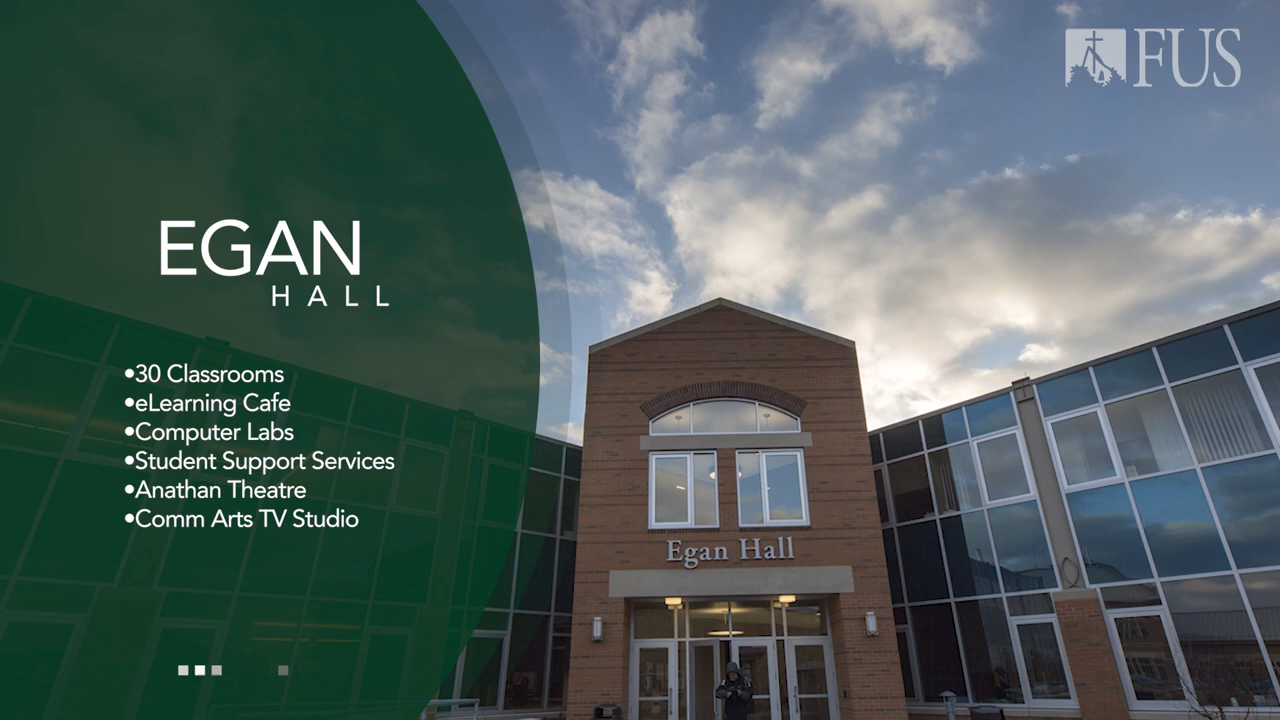 FUS
EGAN
HALL
•30 Classrooms
•eLearning Cafe
•Computer Labs
•Student Support Services
•Anathan Theatre
•Comm Arts TV Studio
Egan Hall